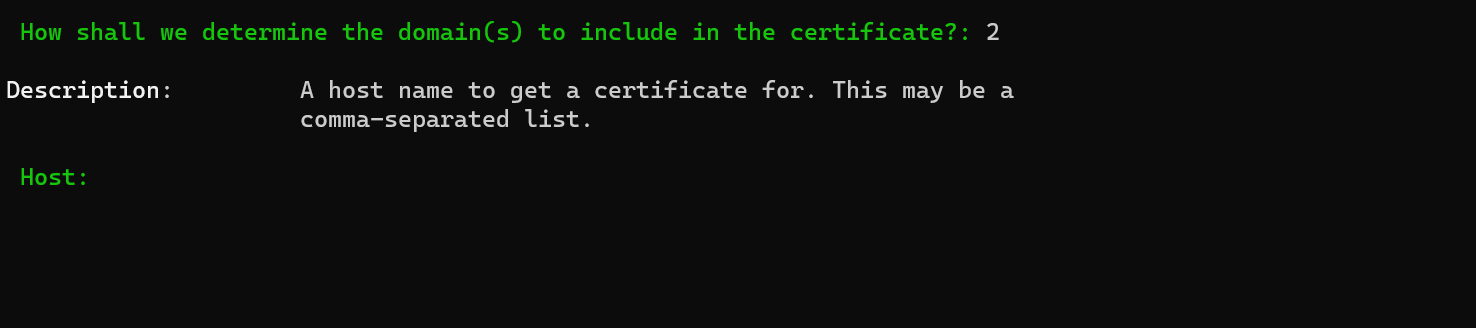 How shall we determine the domain(s) to include in the certificate?: 2
Description: A host name to get a certificate for. This may be a
comma-separated list.
Host: